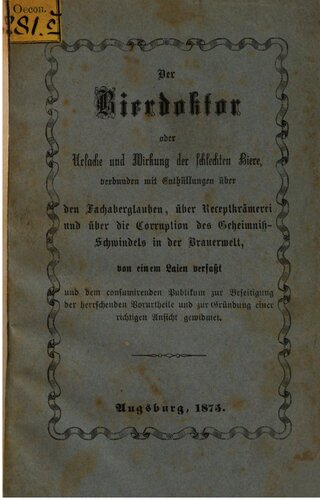 Oecon.
281.
Der
Bierdoktor
oder
Ursache und Wirkung der schlechten Biere,
verbunden mit Enthüllungen über
den Fachaberglauben, über Receptkrämerei
und über die Corruption des Geheimniß-
Schwindels in der Brauerwelt,
von einem Laien verfaßt
und dem consumirenden Publikum zur Beseitigung
der herrschenden Vorurtheile und zur Gründung einer
richtigen Ansicht gewidmet.
Augsburg, 1875.